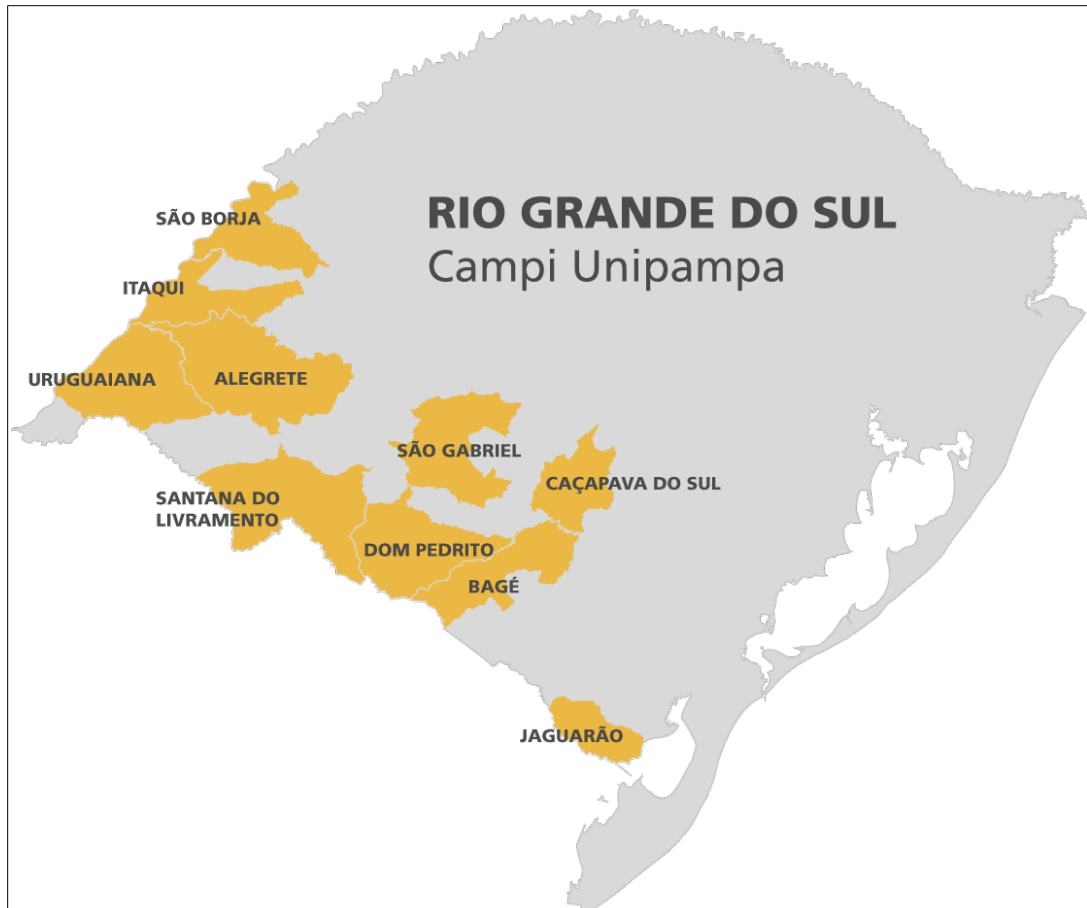 RIO GRANDE DO SUL
Campi Unipampa
SÃO BORJA
ITAQUI
URUGUAIANA
ALEGRETE
SÃO GABRIEL
CAÇAPAVA DO SUL
SANTANA DO
LIVRAMENTO
DOM PEDRITO
BAGÉ
JAGUARÃO